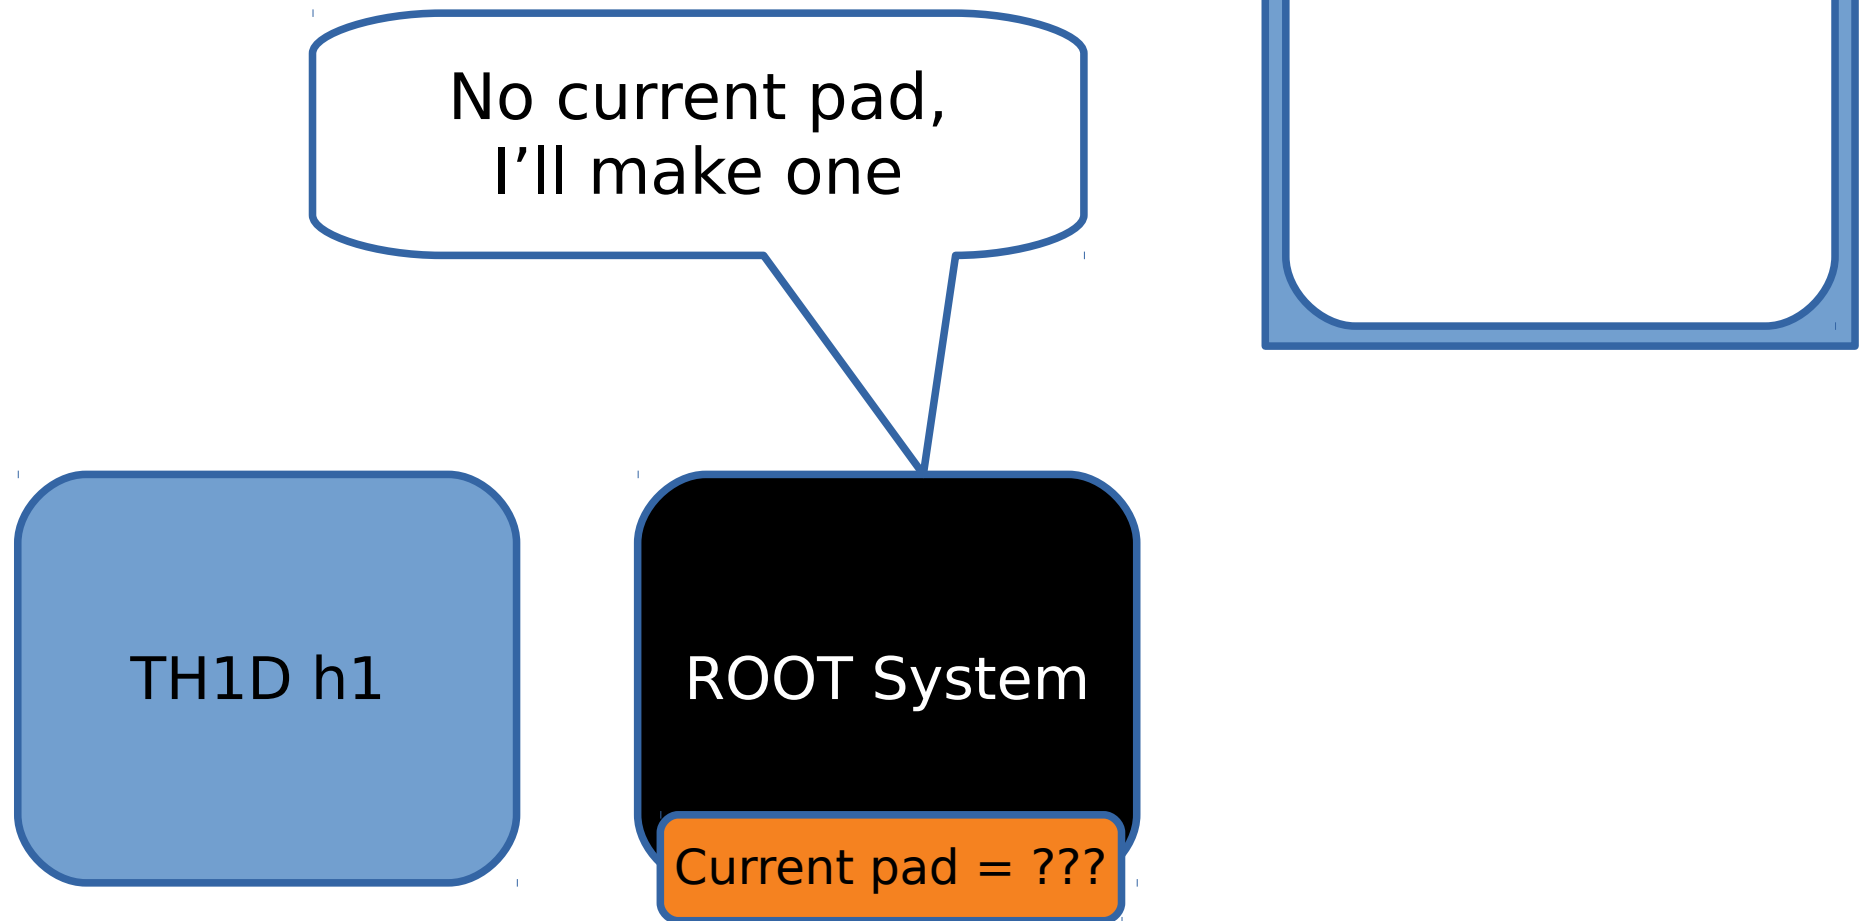 No current pad,
I’ll make one
TH1D h1
ROOT System
Current pad = ???